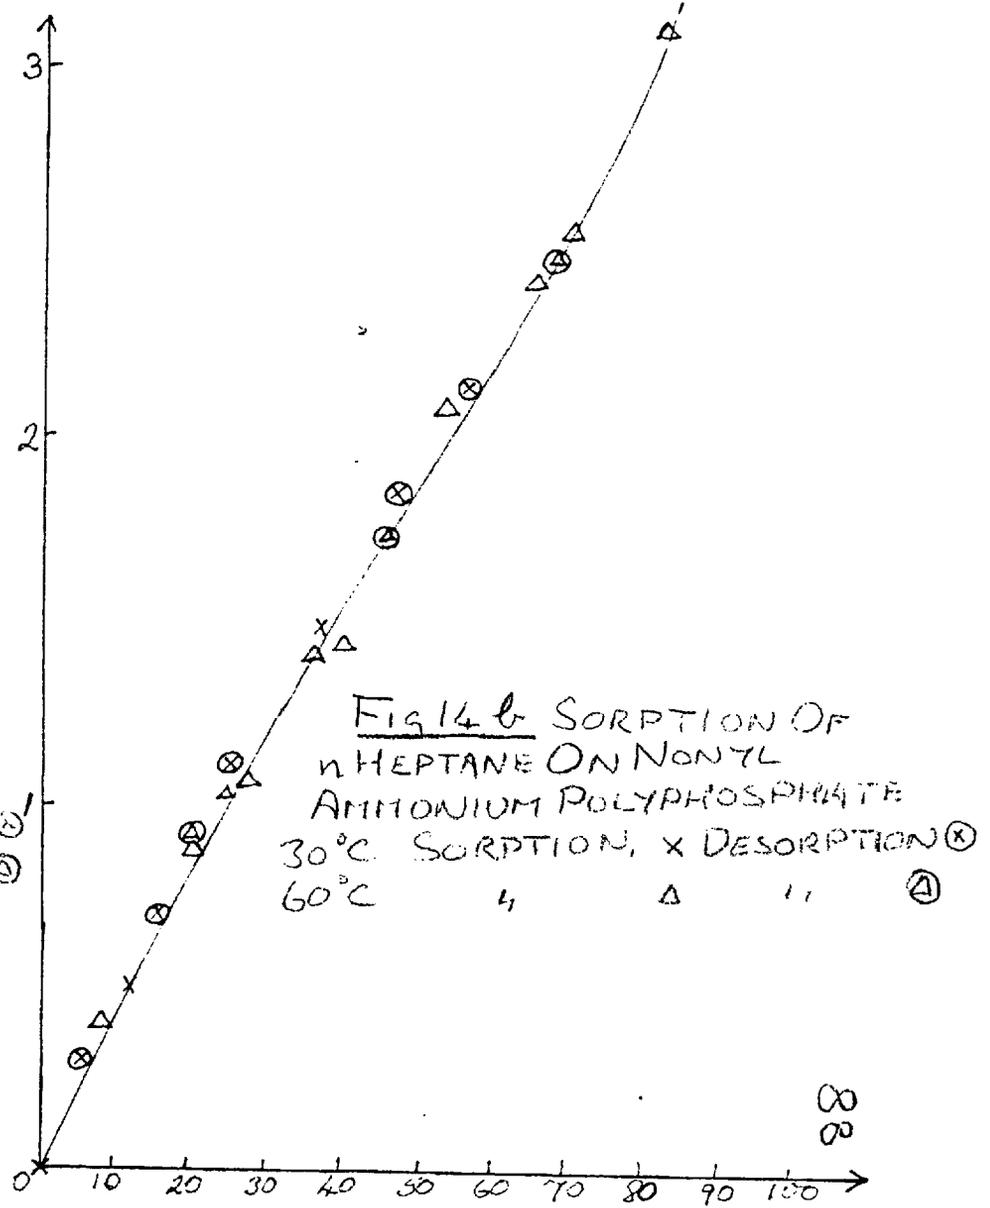 3
2
1
Fig 14 b SORPTION OF
n HEPTANE ON NONYL
AMMONIUM POLYPHOSPHATE
30°C SORPTION, x DESORPTION ⓧ
60°C " △ "
0 10 20 30 40 50 60 70 80 90 100